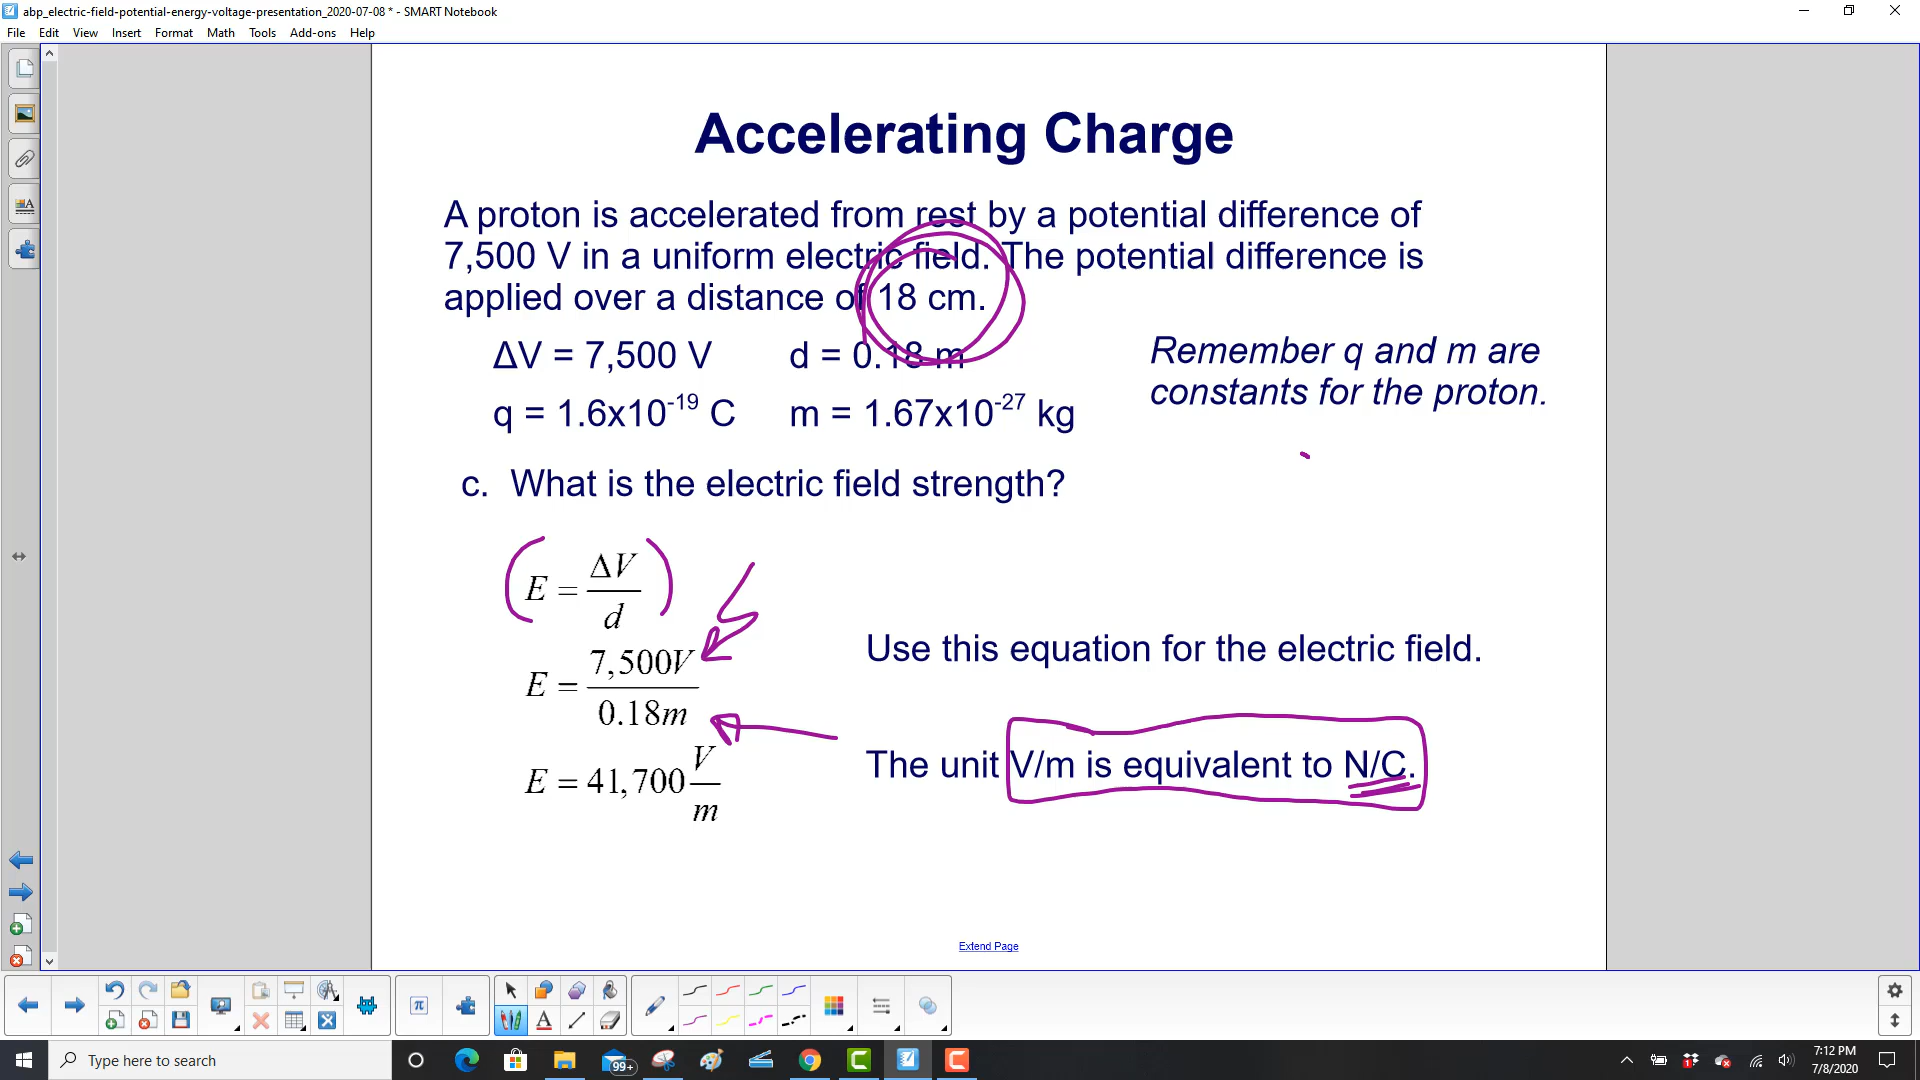 abp_electric-field-potential-energy-voltage-presentation_2020-07-08 * - SMART Notebook
File Edit View Insert Format Math Tools Add-ons Help
Accelerating Charge
A proton is accelerated from rest by a potential difference of
7,500 V in a uniform electric field. The potential difference is
applied over a distance of 18 cm.
ΔV = 7,500 V d = 0.18 m
q = 1.6x10⁻¹⁹ C m = 1.67x10⁻²⁷ kg
Remember q and m are
constants for the proton.
c. What is the electric field strength?
E = ΔV/d
E = 7,500V/0.18m
Use this equation for the electric field.
E = 41,700 V/m
The unit V/m is equivalent to N/C.
Extend Page
π
A
Type here to search
99+
1
7:12 PM
7/8/2020